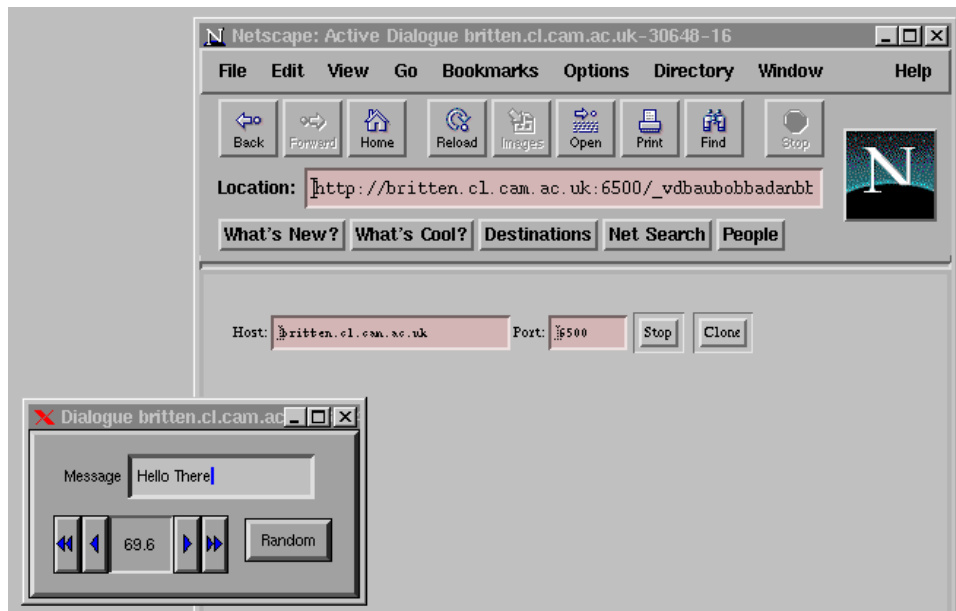 N Netscape: Active Dialogue britten.cl.cam.ac.uk-30648-16
File Edit View Go Bookmarks Options Directory Window Help
Back Forward Home Reload Images Open Print Find Stop
N
Location: http://britten.cl.cam.ac.uk:6500/_vdbaubobbadanbb
What's New? What's Cool? Destinations Net Search People
Host: britten.cl.cam.ac.uk Port: 6500 Stop Clone
X Dialogue britten.cl.cam.ac
Message Hello There
69.6 Random